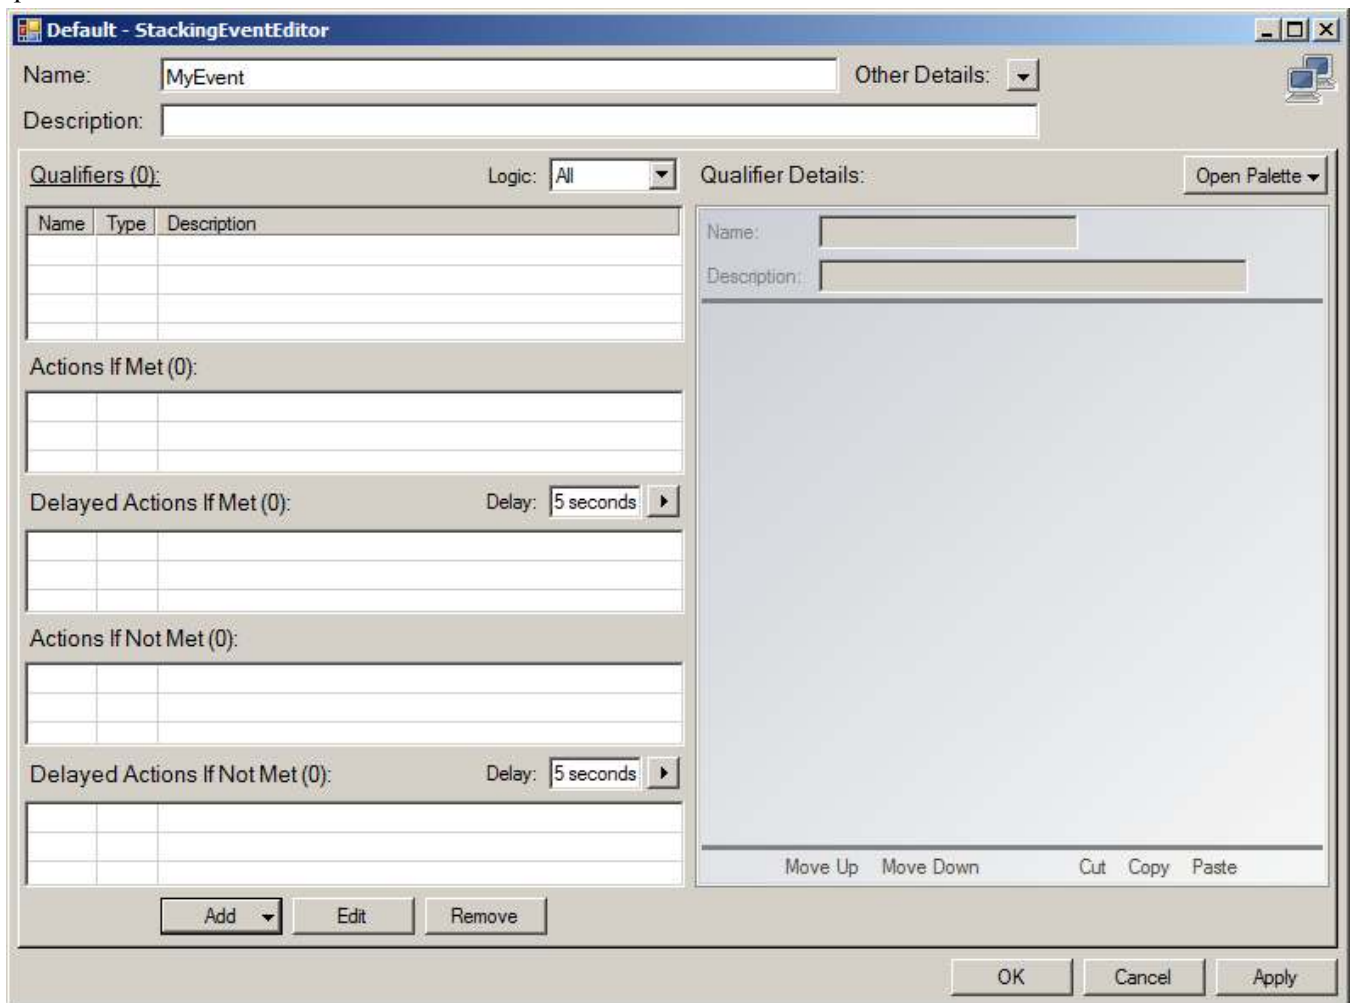 Default - StackingEventEditor
Name: MyEvent Other Details:
Description:
Qualifiers (0): Logic: All Qualifier Details: Open Palette
Name Type Description
Name:
Description:
Actions If Met (0):
Delayed Actions If Met (0): Delay: 5 seconds
Actions If Not Met (0):
Delayed Actions If Not Met (0): Delay: 5 seconds
Move Up Move Down Cut Copy Paste
Add Edit Remove
OK Cancel Apply